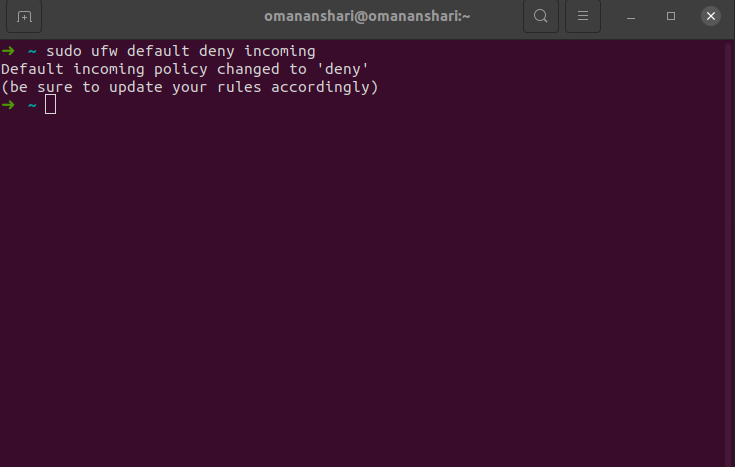 omananshari@omananshari:~
➜ ~ sudo ufw default deny incoming
Default incoming policy changed to 'deny'
(be sure to update your rules accordingly)
➜ ~